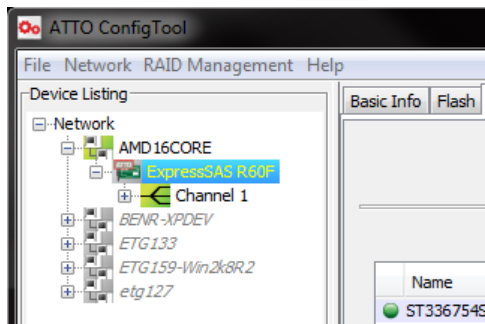 ATTO ConfigTool
File Network RAID Management Help
Device Listing
Basic Info Flash
Network
AMD16CORE
ExpressSAS R60F
Channel 1
BENR-XPDEV
ETG133
ETG159-Win2k8R2
etg127
Name
ST336754S